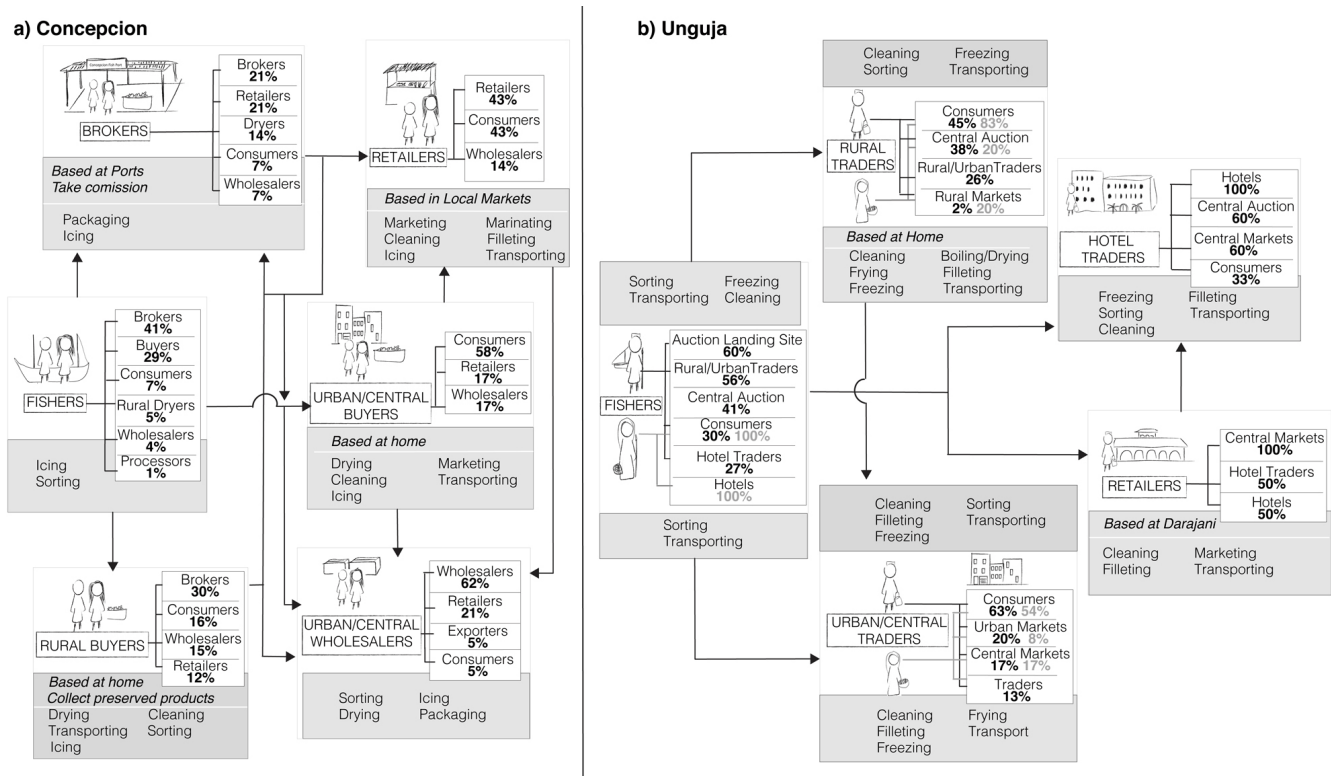 a) Concepcion
Concepcion Fish Port
BROKERS
Brokers
21%
Retailers
21%
Dryers
14%
Consumers
7%
Wholesalers
7%
Based at Ports
Take comission
Packaging
Icing
RETAILERS
Retailers
43%
Consumers
43%
Wholesalers
14%
Based in Local Markets
Marketing Marinating
Cleaning Filleting
Icing Transporting
FISHERS
Brokers
41%
Buyers
29%
Consumers
7%
Rural Dryers
5%
Wholesalers
4%
Processors
1%
Icing
Sorting
URBAN/CENTRAL
BUYERS
Consumers
58%
Retailers
17%
Wholesalers
17%
Based at home
Drying Marketing
Cleaning Transporting
Icing
RURAL BUYERS
Brokers
30%
Consumers
16%
Wholesalers
15%
Retailers
12%
Based at home
Collect preserved products
Drying Cleaning
Transporting Sorting
Icing
URBAN/CENTRAL
WHOLESALERS
Wholesalers
62%
Retailers
21%
Exporters
5%
Consumers
5%
Sorting Icing
Drying Packaging
b) Unguja
Cleaning Freezing
Sorting Transporting
RURAL
TRADERS
Consumers
45% 83%
Central Auction
38% 20%
Rural/UrbanTraders
26%
Rural Markets
2% 20%
Based at Home
Cleaning Boiling/Drying
Frying Filleting
Freezing Transporting
HOTEL
TRADERS
Hotels
100%
Central Auction
60%
Central Markets
60%
Consumers
33%
Freezing Filleting
Sorting Transporting
Cleaning
Sorting Freezing
Transporting Cleaning
FISHERS
Auction Landing Site
60%
Rural/UrbanTraders
56%
Central Auction
41%
Consumers
30% 100%
Hotel Traders
27%
Hotels
100%
Sorting
Transporting
RETAILERS
Central Markets
100%
Hotel Traders
50%
Hotels
50%
Based at Darajani
Cleaning Marketing
Filleting Transporting
Cleaning Sorting
Filleting Transporting
Freezing
URBAN/CENTRAL
TRADERS
Consumers
63% 54%
Urban Markets
20% 8%
Central Markets
17% 17%
Traders
13%
Cleaning Frying
Filleting Transport
Freezing